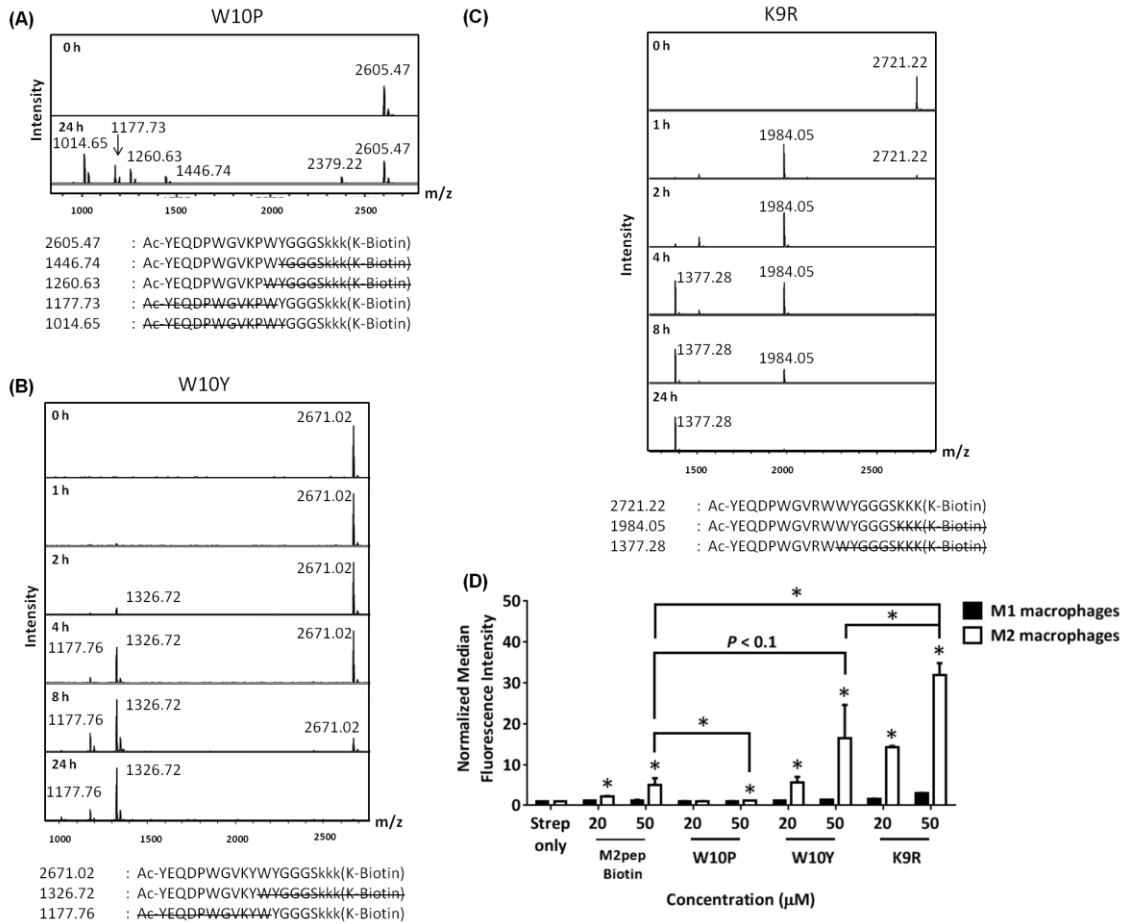 (A)
W10P
0 h
2605.47
24 h
1177.73
1014.65
1260.63
1446.74
2379.22
2605.47
Intensity
m/z
1000 1500 2000 2500
2605.47 : Ac-YEQDPWGVKPWYGGGSkkk(K-Biotin)
1446.74 : Ac-YEQDPWGVKPWYGGGSkkk(K-Biotin)
1260.63 : Ac-YEQDPWGVKPWYGGGSkkk(K-Biotin)
1177.73 : Ac-YEQDPWGVKPWYGGGSkkk(K-Biotin)
1014.65 : Ac-YEQDPWGVKPWYGGGSkkk(K-Biotin)
(B)
W10Y
0 h
2671.02
1 h
2671.02
2 h
1326.72
2671.02
4 h
1177.76
1326.72
2671.02
8 h
1177.76
1326.72
2671.02
24 h
1177.76
1326.72
Intensity
m/z
1000 1500 2000 2500
2671.02 : Ac-YEQDPWGVKYWYGGGSkkk(K-Biotin)
1326.72 : Ac-YEQDPWGVKYWYGGGSkkk(K-Biotin)
1177.76 : Ac-YEQDPWGVKYWYGGGSkkk(K-Biotin)
(C)
K9R
0 h
2721.22
1 h
1984.05
2721.22
2 h
1984.05
4 h
1377.28
1984.05
8 h
1377.28
1984.05
24 h
1377.28
Intensity
m/z
1500 2000 2500
2721.22 : Ac-YEQDPWGVRWWYGGGSKKK(K-Biotin)
1984.05 : Ac-YEQDPWGVRWWYGGGSKKK(K-Biotin)
1377.28 : Ac-YEQDPWGVRWWYGGGSKKK(K-Biotin)
(D)
Normalized Median
Fluorescence Intensity
50
40
30
20
10
0
*
*
P < 0.1
*
* * * * * * *
M1 macrophages
M2 macrophages
Strep
only
20 50 20 50 20 50 20 50
M2pep
Biotin
W10P
W10Y
K9R
Concentration (μM)